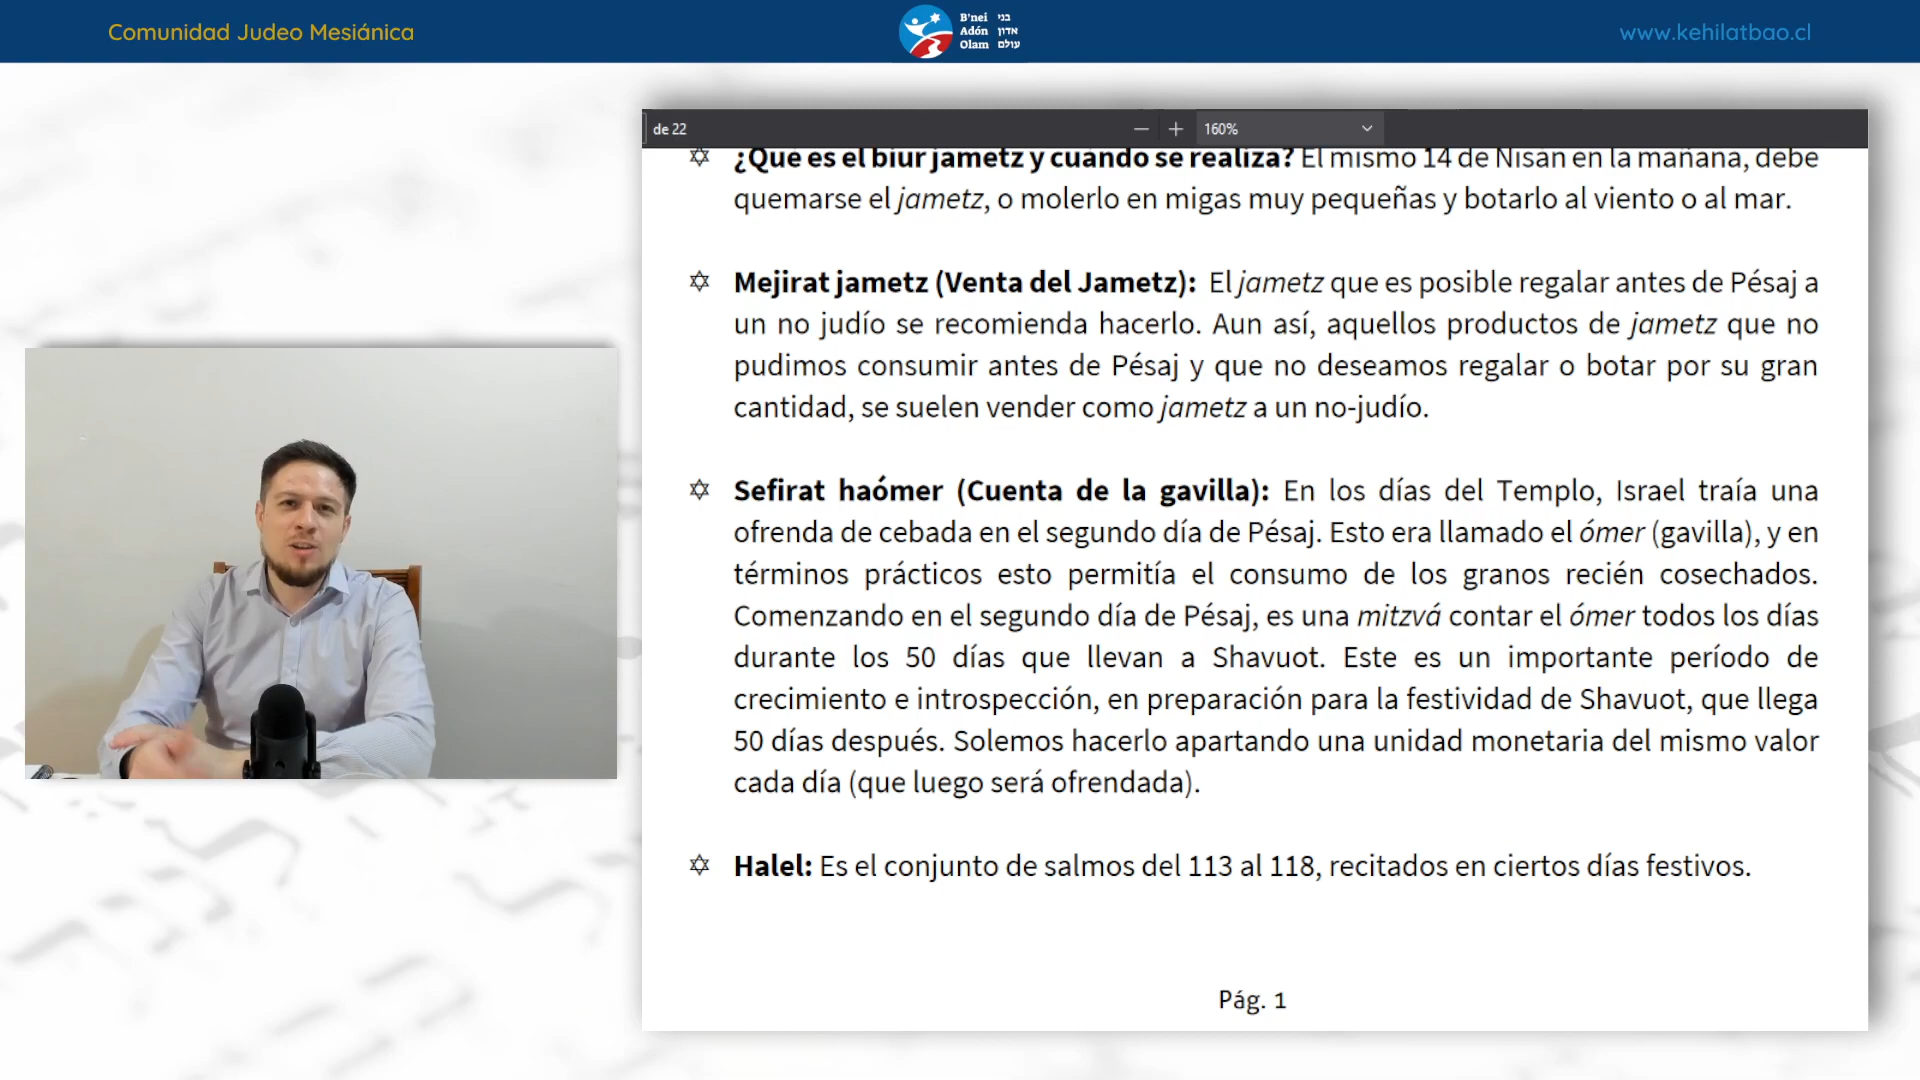 Comunidad Judeo Mesiánica
B'nei בני
Adón אדון
Olam עולם
www.kehilatbao.cl
de 22
160%
¿Qué es el biur jametz y cuándo se realiza? El mismo 14 de Nisán en la mañana, debe
quemarse el jametz, o molerlo en migas muy pequeñas y botarlo al viento o al mar.
Mejirat jametz (Venta del Jametz): El jametz que es posible regalar antes de Pésaj a
un no judío se recomienda hacerlo. Aun así, aquellos productos de jametz que no
pudimos consumir antes de Pésaj y que no deseamos regalar o botar por su gran
cantidad, se suelen vender como jametz a un no-judío.
Sefirat haómer (Cuenta de la gavilla): En los días del Templo, Israel traía una
ofrenda de cebada en el segundo día de Pésaj. Esto era llamado el ómer (gavilla), y en
términos prácticos esto permitía el consumo de los granos recién cosechados.
Comenzando en el segundo día de Pésaj, es una mitzvá contar el ómer todos los días
durante los 50 días que llevan a Shavuot. Este es un importante período de
crecimiento e introspección, en preparación para la festividad de Shavuot, que llega
50 días después. Solemos hacerlo apartando una unidad monetaria del mismo valor
cada día (que luego será ofrendada).
Halel: Es el conjunto de salmos del 113 al 118, recitados en ciertos días festivos.
Pág. 1